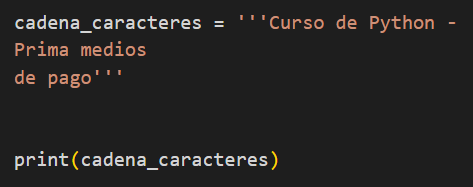 cadena_caracteres = '''Curso de Python -
Prima medios
de pago'''
print(cadena_caracteres)